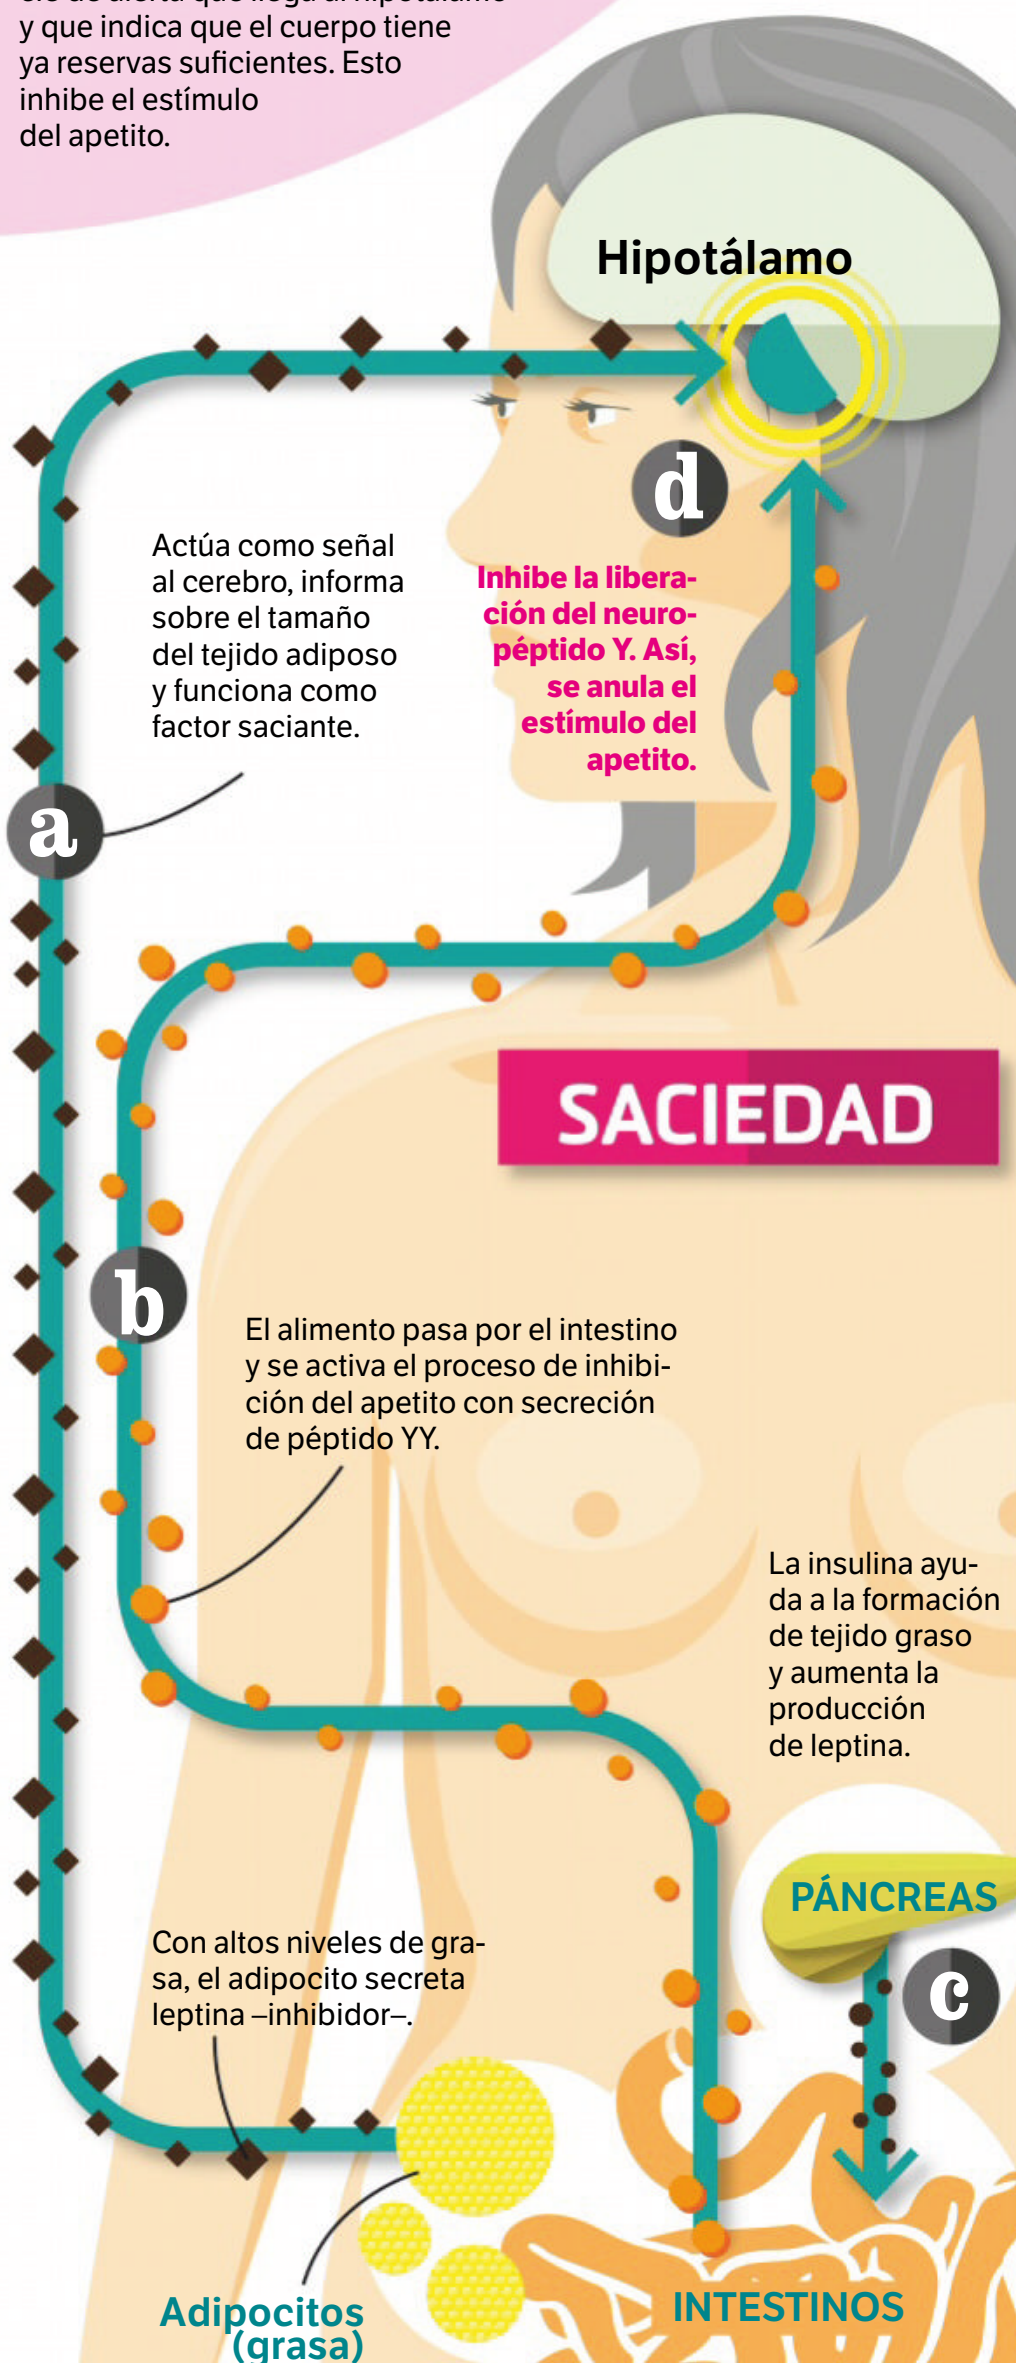 y que indica que el cuerpo tiene
ya reservas suficientes. Esto
inhibe el estímulo
del apetito.
Hipotálamo
d
Actúa como señal
al cerebro, informa
sobre el tamaño
del tejido adiposo
y funciona como
factor saciante.
Inhibe la libera-
ción del neuro-
péptido Y. Así,
se anula el
estímulo del
apetito.
a
SACIEDAD
b
El alimento pasa por el intestino
y se activa el proceso de inhibi-
ción del apetito con secreción
de péptido YY.
La insulina ayu-
da a la formación
de tejido graso
y aumenta la
producción
de leptina.
PÁNCREAS
c
Con altos niveles de gra-
sa, el adipocito secreta
leptina –inhibidor–.
Adipocitos
(grasa)
INTESTINOS